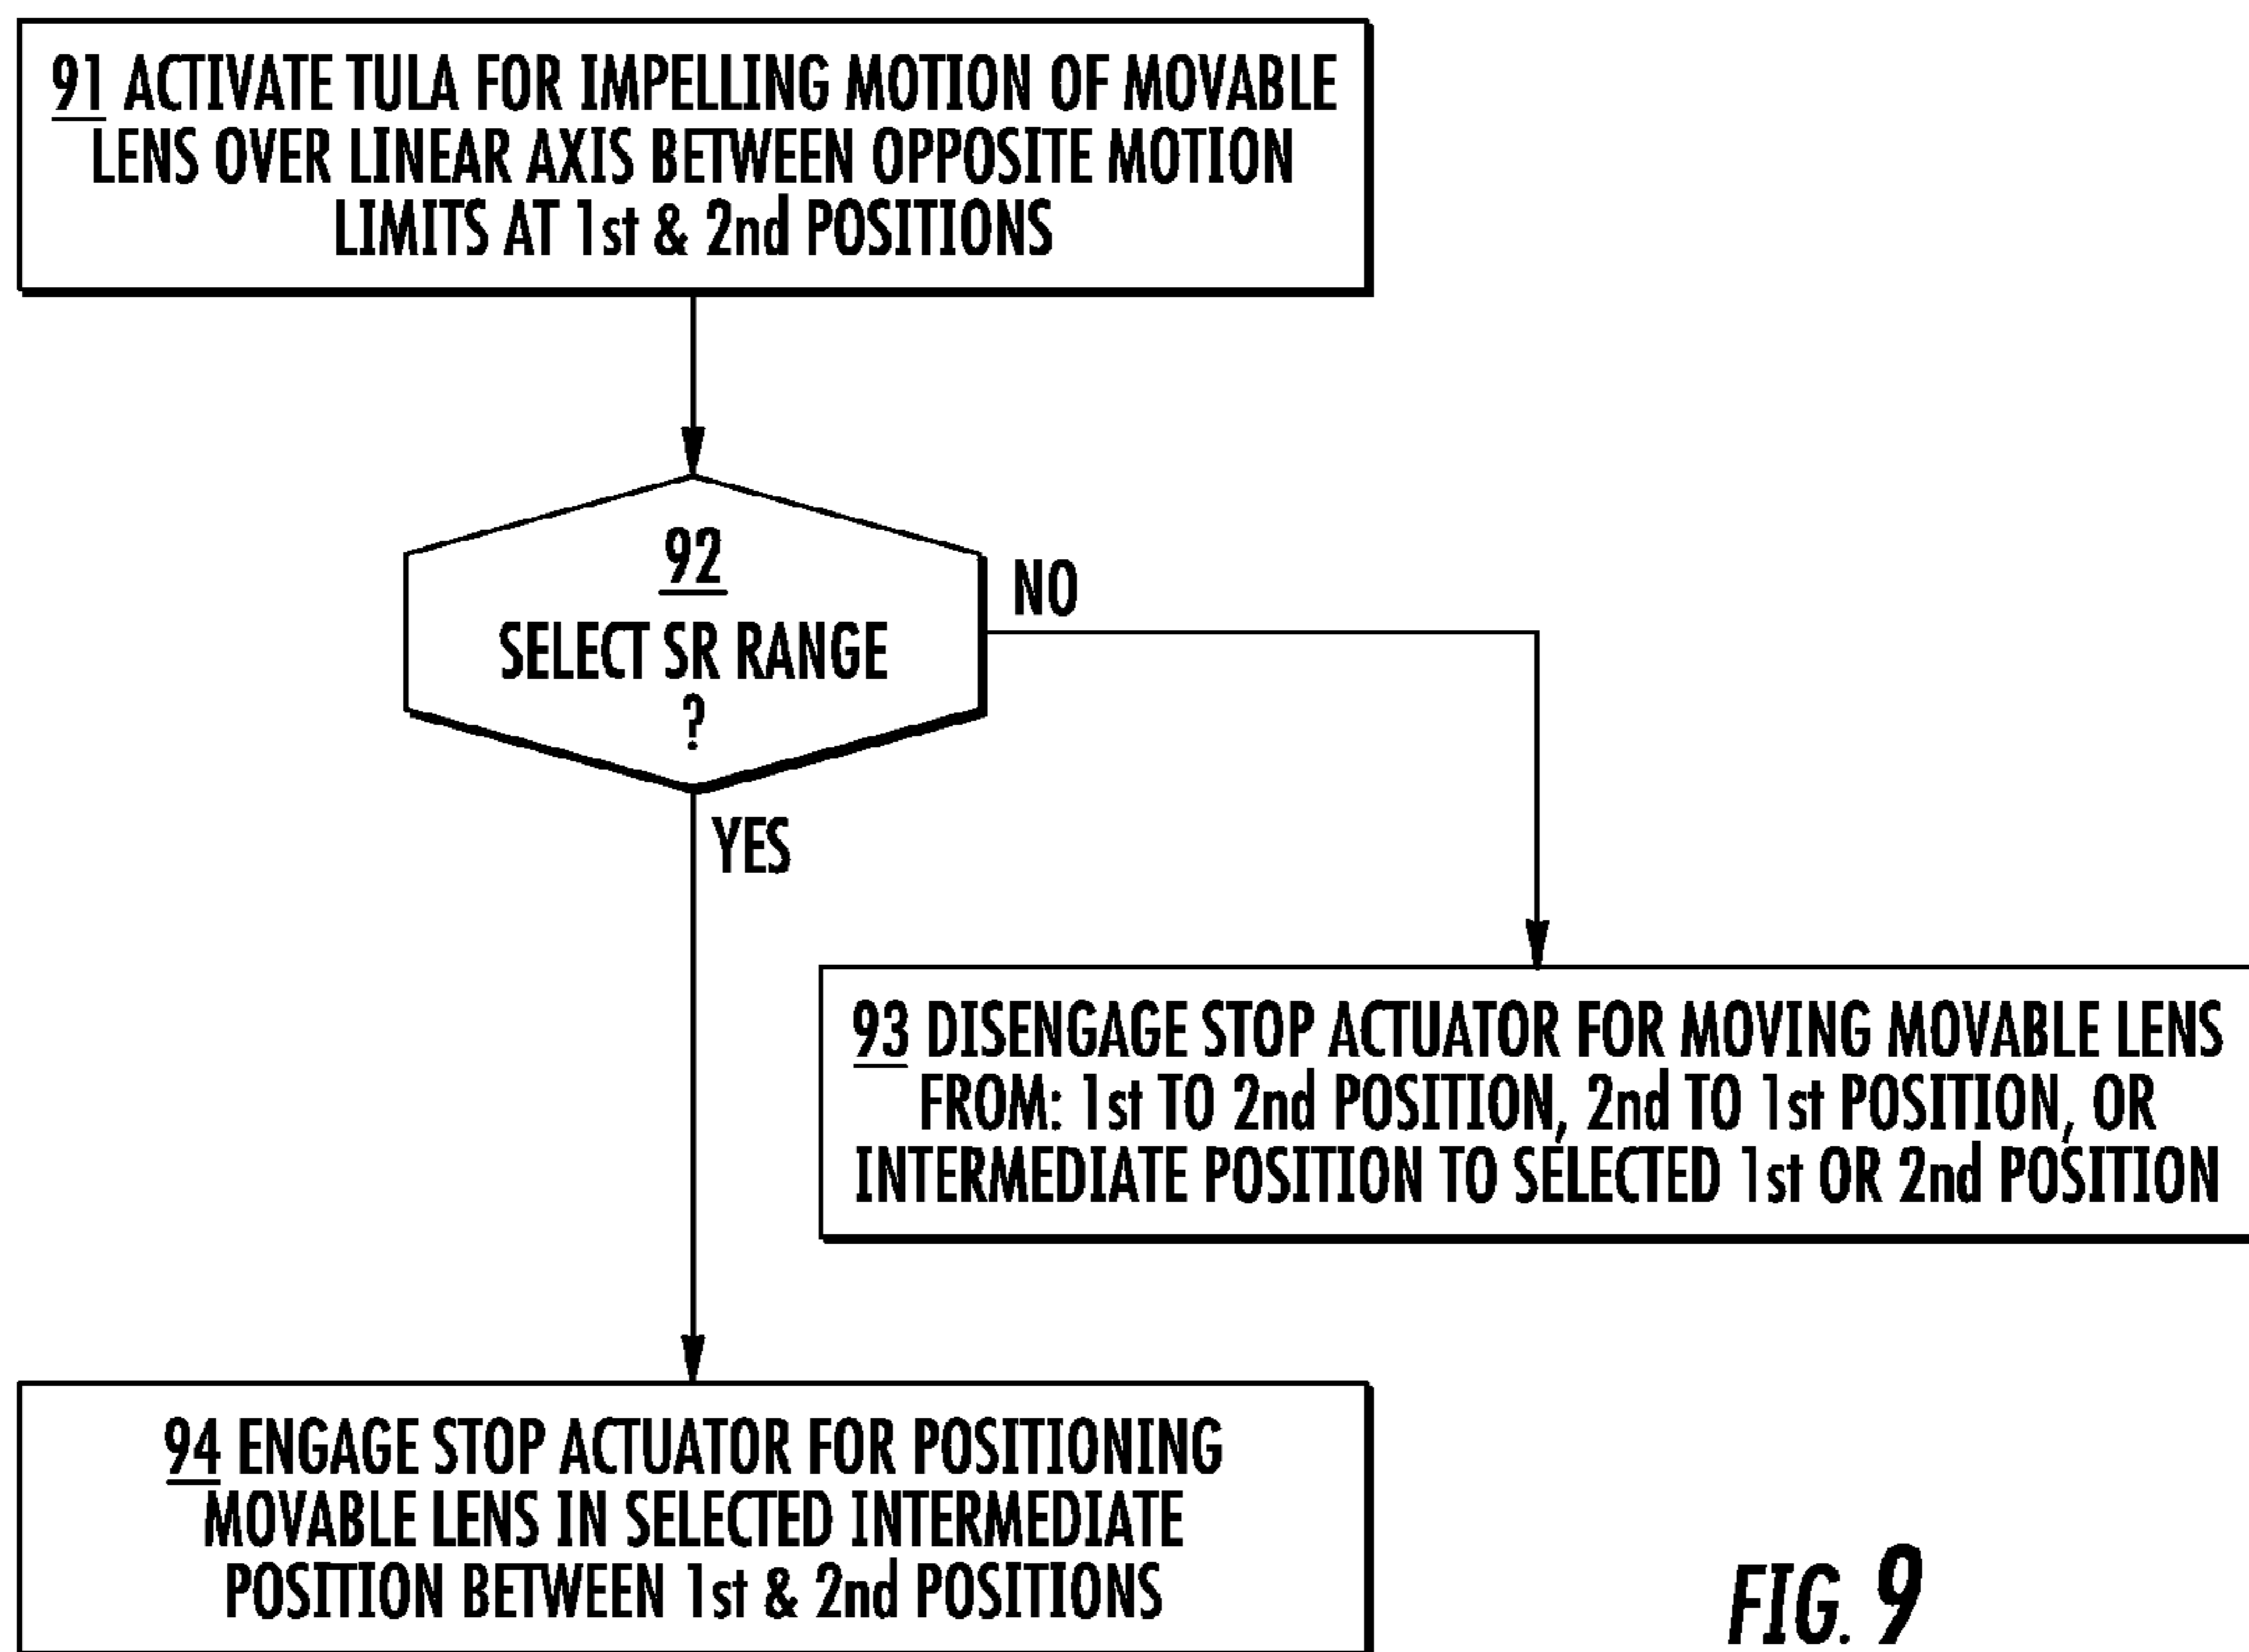 91 ACTIVATE TULA FOR IMPELLING MOTION OF MOVABLE
LENS OVER LINEAR AXIS BETWEEN OPPOSITE MOTION
LIMITS AT 1st & 2nd POSITIONS
92
SELECT SR RANGE
?
NO
YES
93 DISENGAGE STOP ACTUATOR FOR MOVING MOVABLE LENS
FROM: 1st TO 2nd POSITION, 2nd TO 1st POSITION, OR
INTERMEDIATE POSITION TO SELECTED 1st OR 2nd POSITION
94 ENGAGE STOP ACTUATOR FOR POSITIONING
MOVABLE LENS IN SELECTED INTERMEDIATE
POSITION BETWEEN 1st & 2nd POSITIONS
FIG. 9